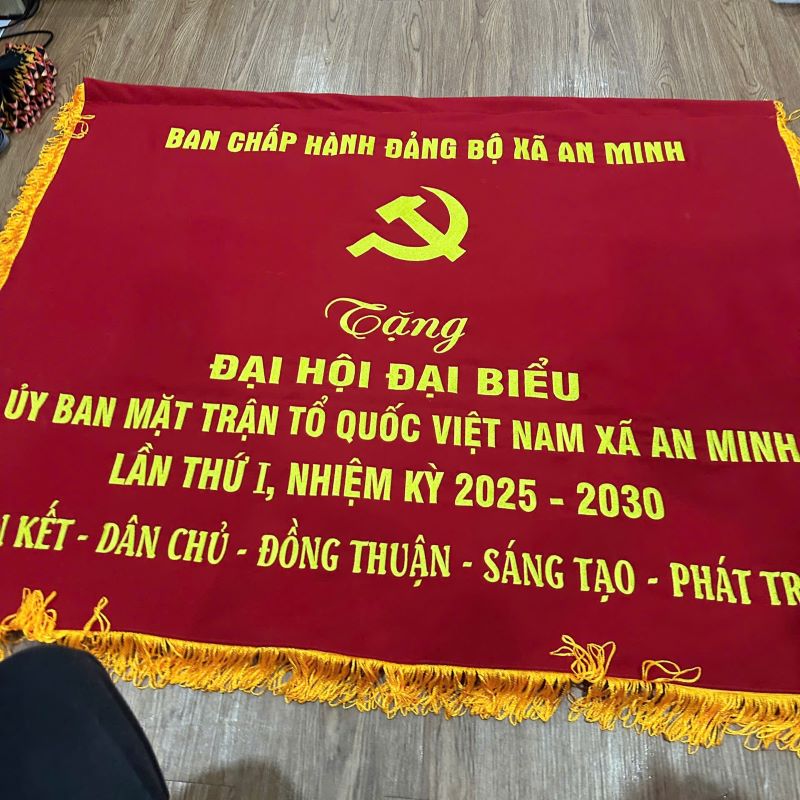 BAN CHẤP HÀNH ĐẢNG BỘ XÃ AN MINH
Tặng
ĐẠI HỘI ĐẠI BIỂU
ỦY BAN MẶT TRẬN TỔ QUỐC VIỆT NAM XÃ AN MINH
LẦN THỨ I, NHIỆM KỲ 2025 - 2030
KẾT - DÂN CHỦ - ĐỒNG THUẬN - SÁNG TẠO - PHÁT